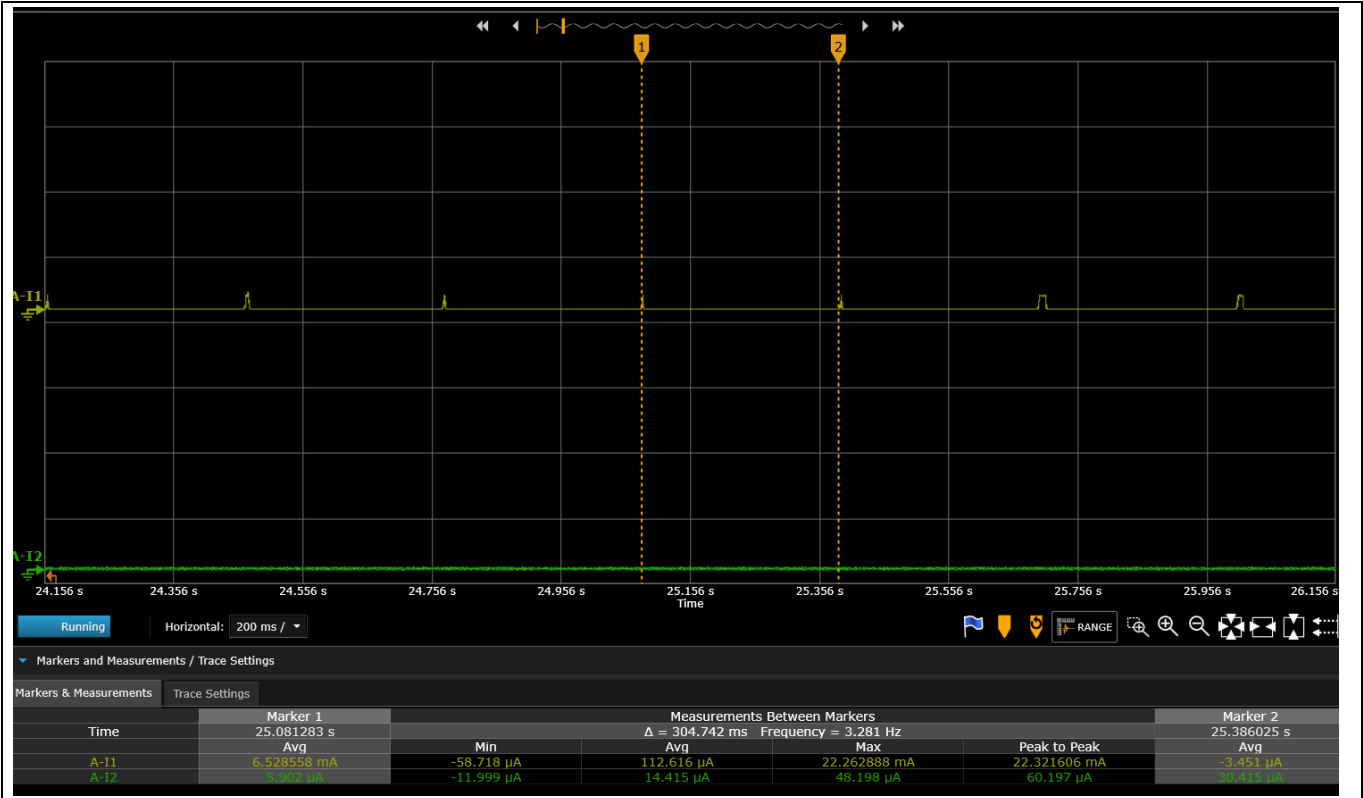 1 2
A-I1
A-I2
24.156 s 24.356 s 24.556 s 24.756 s 24.956 s 25.156 s 25.356 s 25.556 s 25.756 s 25.956 s 26.156 s
Time
Running Horizontal: 200 ms / RANGE
Markers and Measurements / Trace Settings
Markers & Measurements Trace Settings
Marker 1 Measurements Between Markers Marker 2
Time 25.081283 s Δ = 304.742 ms Frequency = 3.281 Hz 25.386025 s
Avg Min Avg Max Peak to Peak Avg
A-I1 6.528558 mA -58.718 µA 112.616 µA 22.262888 mA 22.321606 mA -3.451 µA
A-I2 5.902 µA -11.999 µA 14.415 µA 48.198 µA 60.197 µA 30.415 µA